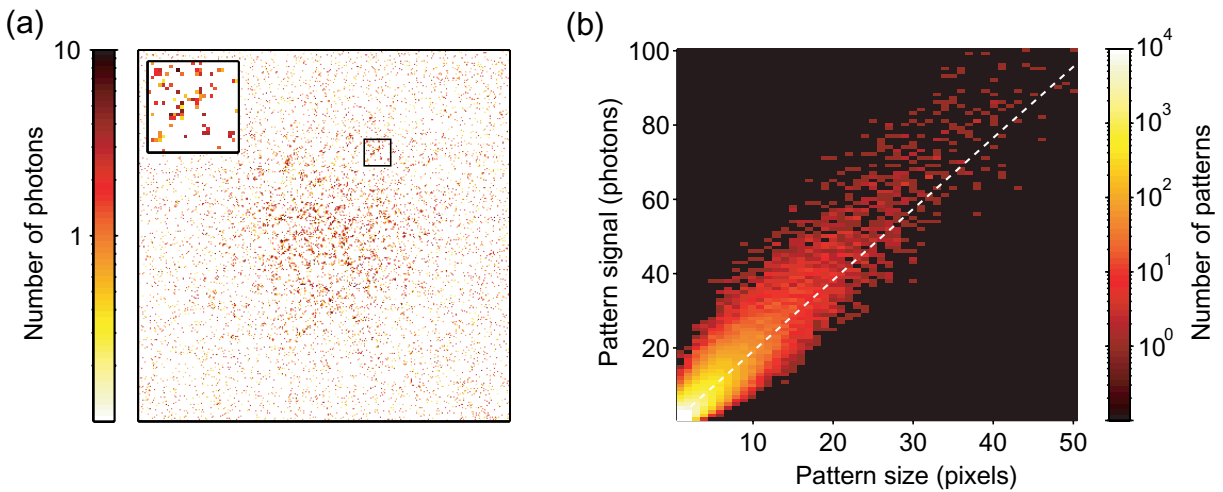 (a)
10
1
Number of photons
(b)
100
80
60
40
20
Pattern signal (photons)
10 20 30 40 50
Pattern size (pixels)
10^4
10^3
10^2
10^1
10^0
Number of patterns